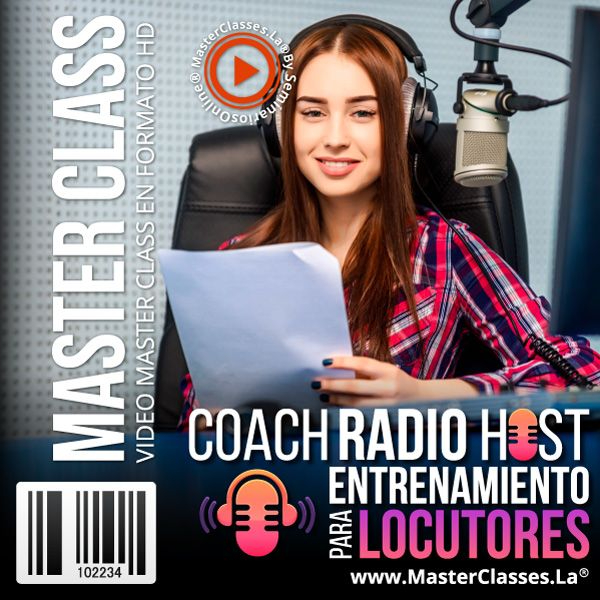 MASTER CLASS
VIDEO MASTER CLASS EN FORMATO HD
MasterClasses.La® By SeminariosOnline®
COACH RADIO HOST
ENTRENAMIENTO
PARA LOCUTORES
102234
www.MasterClasses.La®